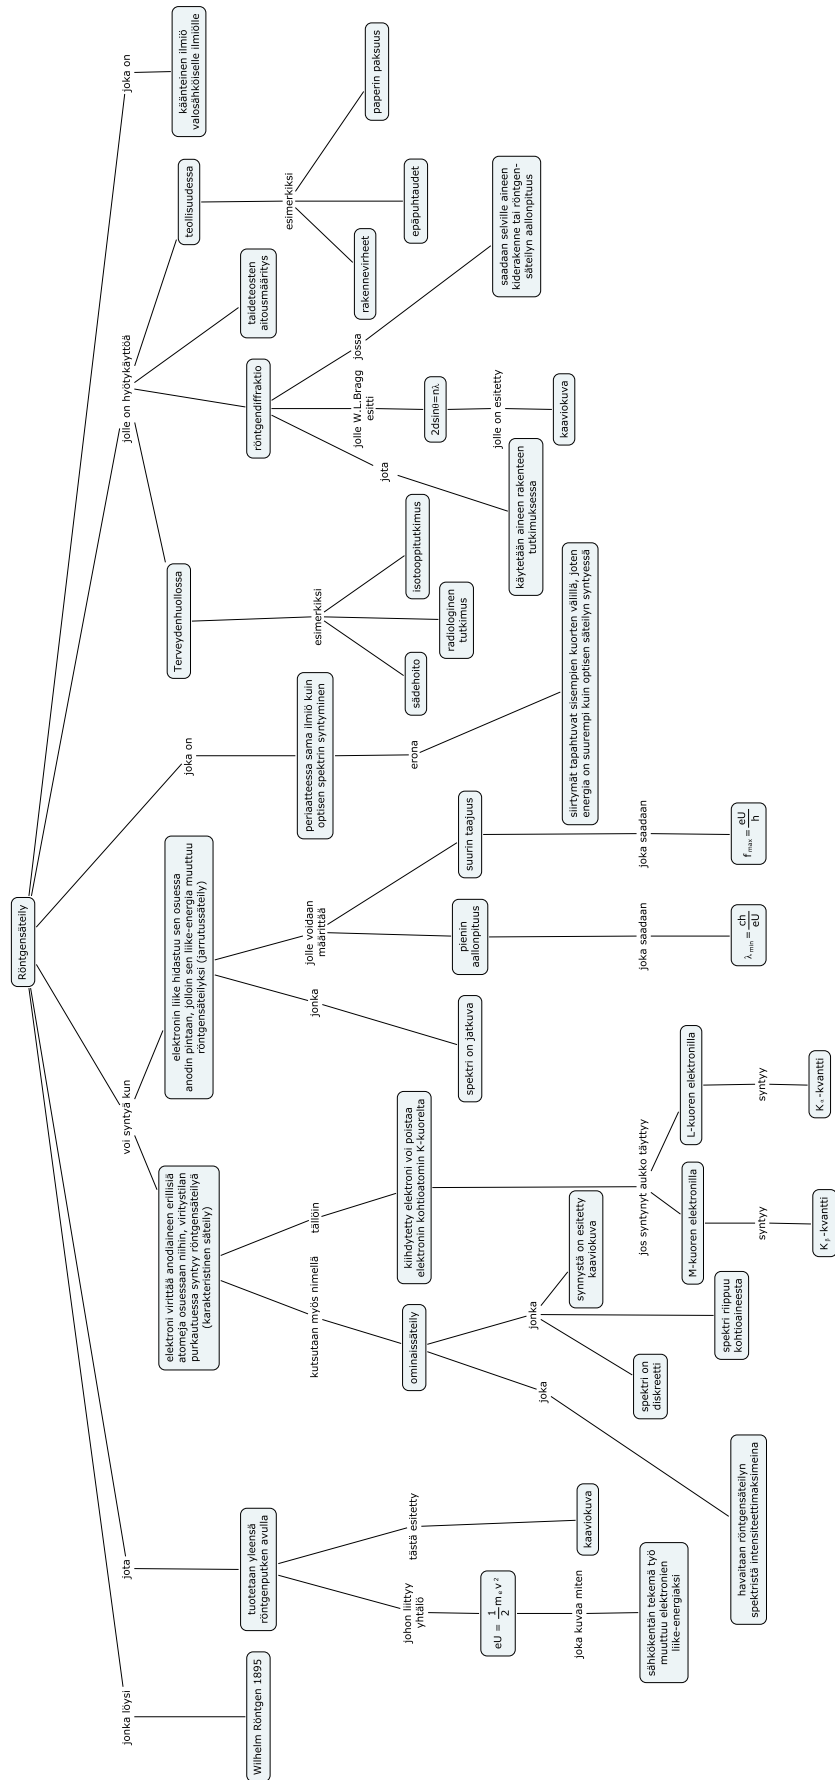 Röntgensäteily
jonka löysi
Wilhelm Röntgen 1895
jota
tuotetaan yleensä
röntgenputken avulla
johon liittyy
yhtälö
eU = 1/2 mₑv²
joka kuvaa miten
sähkökentän tekemä työ
muuttuu elektronien
liike-energiaksi
tästä esitetty
kaaviokuva
voi syntyä kun
elektroni virittää anodiaineen erillisiä
atomeja osuessaan niihin, viritystilan
purkautuessa syntyy röntgensäteilyä
(karakteristinen säteily)
kutsutaan myös nimellä
ominaissäteily
joka
havaitaan röntgensäteilyn
spektristä intensiteettimaksimeina
jonka
spektri on
diskreetti
spektri riippuu
kohtioaineesta
synnystä on esitetty
kaaviokuva
tällöin
kiihdytetty elektroni voi poistaa
elektronin kohtioatomin K-kuorelta
jos syntynyt aukko täyttyy
M-kuoren elektronilla
syntyy
Kᵦ-kvantti
L-kuoren elektronilla
syntyy
Kα-kvantti
elektronin liike hidastuu sen osuessa
anodin pintaan, jolloin sen liike-energia muuttuu
röntgensäteilyksi (jarrutussäteily)
jonka
spektri on jatkuva
jolle voidaan
määrittää
pienin
aallonpituus
joka saadaan
λ min = ch/eU
suurin taajuus
joka saadaan
f max = eU/h
joka on
periaatteessa sama ilmiö kuin
optisen spektrin syntyminen
erona
siirtymät tapahtuvat sisempien kuorten välillä, joten
energia on suurempi kuin optisen säteilyn syntyessä
jolle on hyötykäyttöä
Terveydenhuollossa
esimerkiksi
sädehoito
radiologinen
tutkimus
isotooppitutkimus
röntgendiffraktio
jota
käytetään aineen rakenteen
tutkimuksessa
jolle W.L.Bragg
esitti
2dsinθ=nλ
jolle on esitetty
kaaviokuva
jossa
saadaan selville aineen
kiderakenne tai röntgen-
säteilyn aallonpituus
taideteosten
aitousmääritys
teollisuudessa
esimerkiksi
rakennevirheet
epäpuhtaudet
paperin paksuus
joka on
käänteinen ilmiö
valosähköiselle ilmiölle